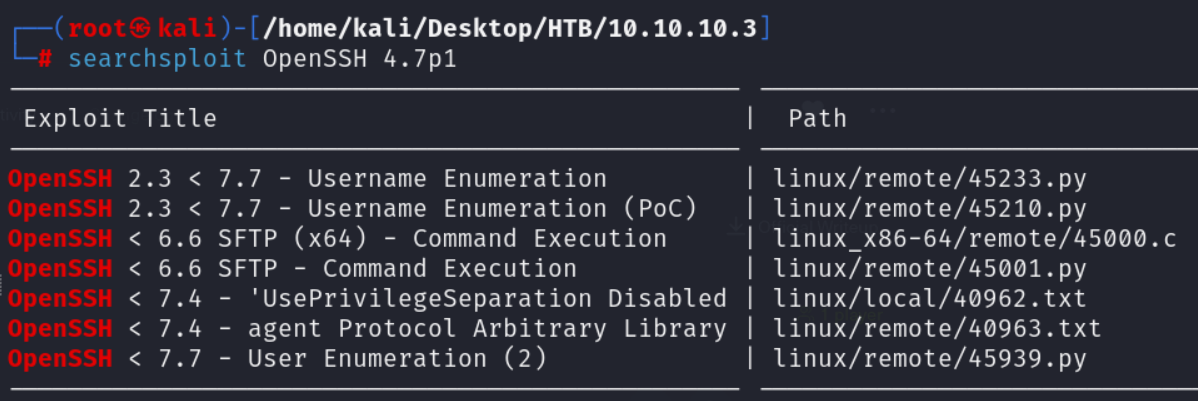 (root㉿kali)-[/home/kali/Desktop/HTB/10.10.10.3]
# searchsploit OpenSSH 4.7p1
Exploit Title | Path
OpenSSH 2.3 < 7.7 - Username Enumeration | linux/remote/45233.py
OpenSSH 2.3 < 7.7 - Username Enumeration (PoC) | linux/remote/45210.py
OpenSSH < 6.6 SFTP (x64) - Command Execution | linux_x86-64/remote/45000.c
OpenSSH < 6.6 SFTP - Command Execution | linux/remote/45001.py
OpenSSH < 7.4 - 'UsePrivilegeSeparation Disabled | linux/local/40962.txt
OpenSSH < 7.4 - agent Protocol Arbitrary Library | linux/remote/40963.txt
OpenSSH < 7.7 - User Enumeration (2) | linux/remote/45939.py